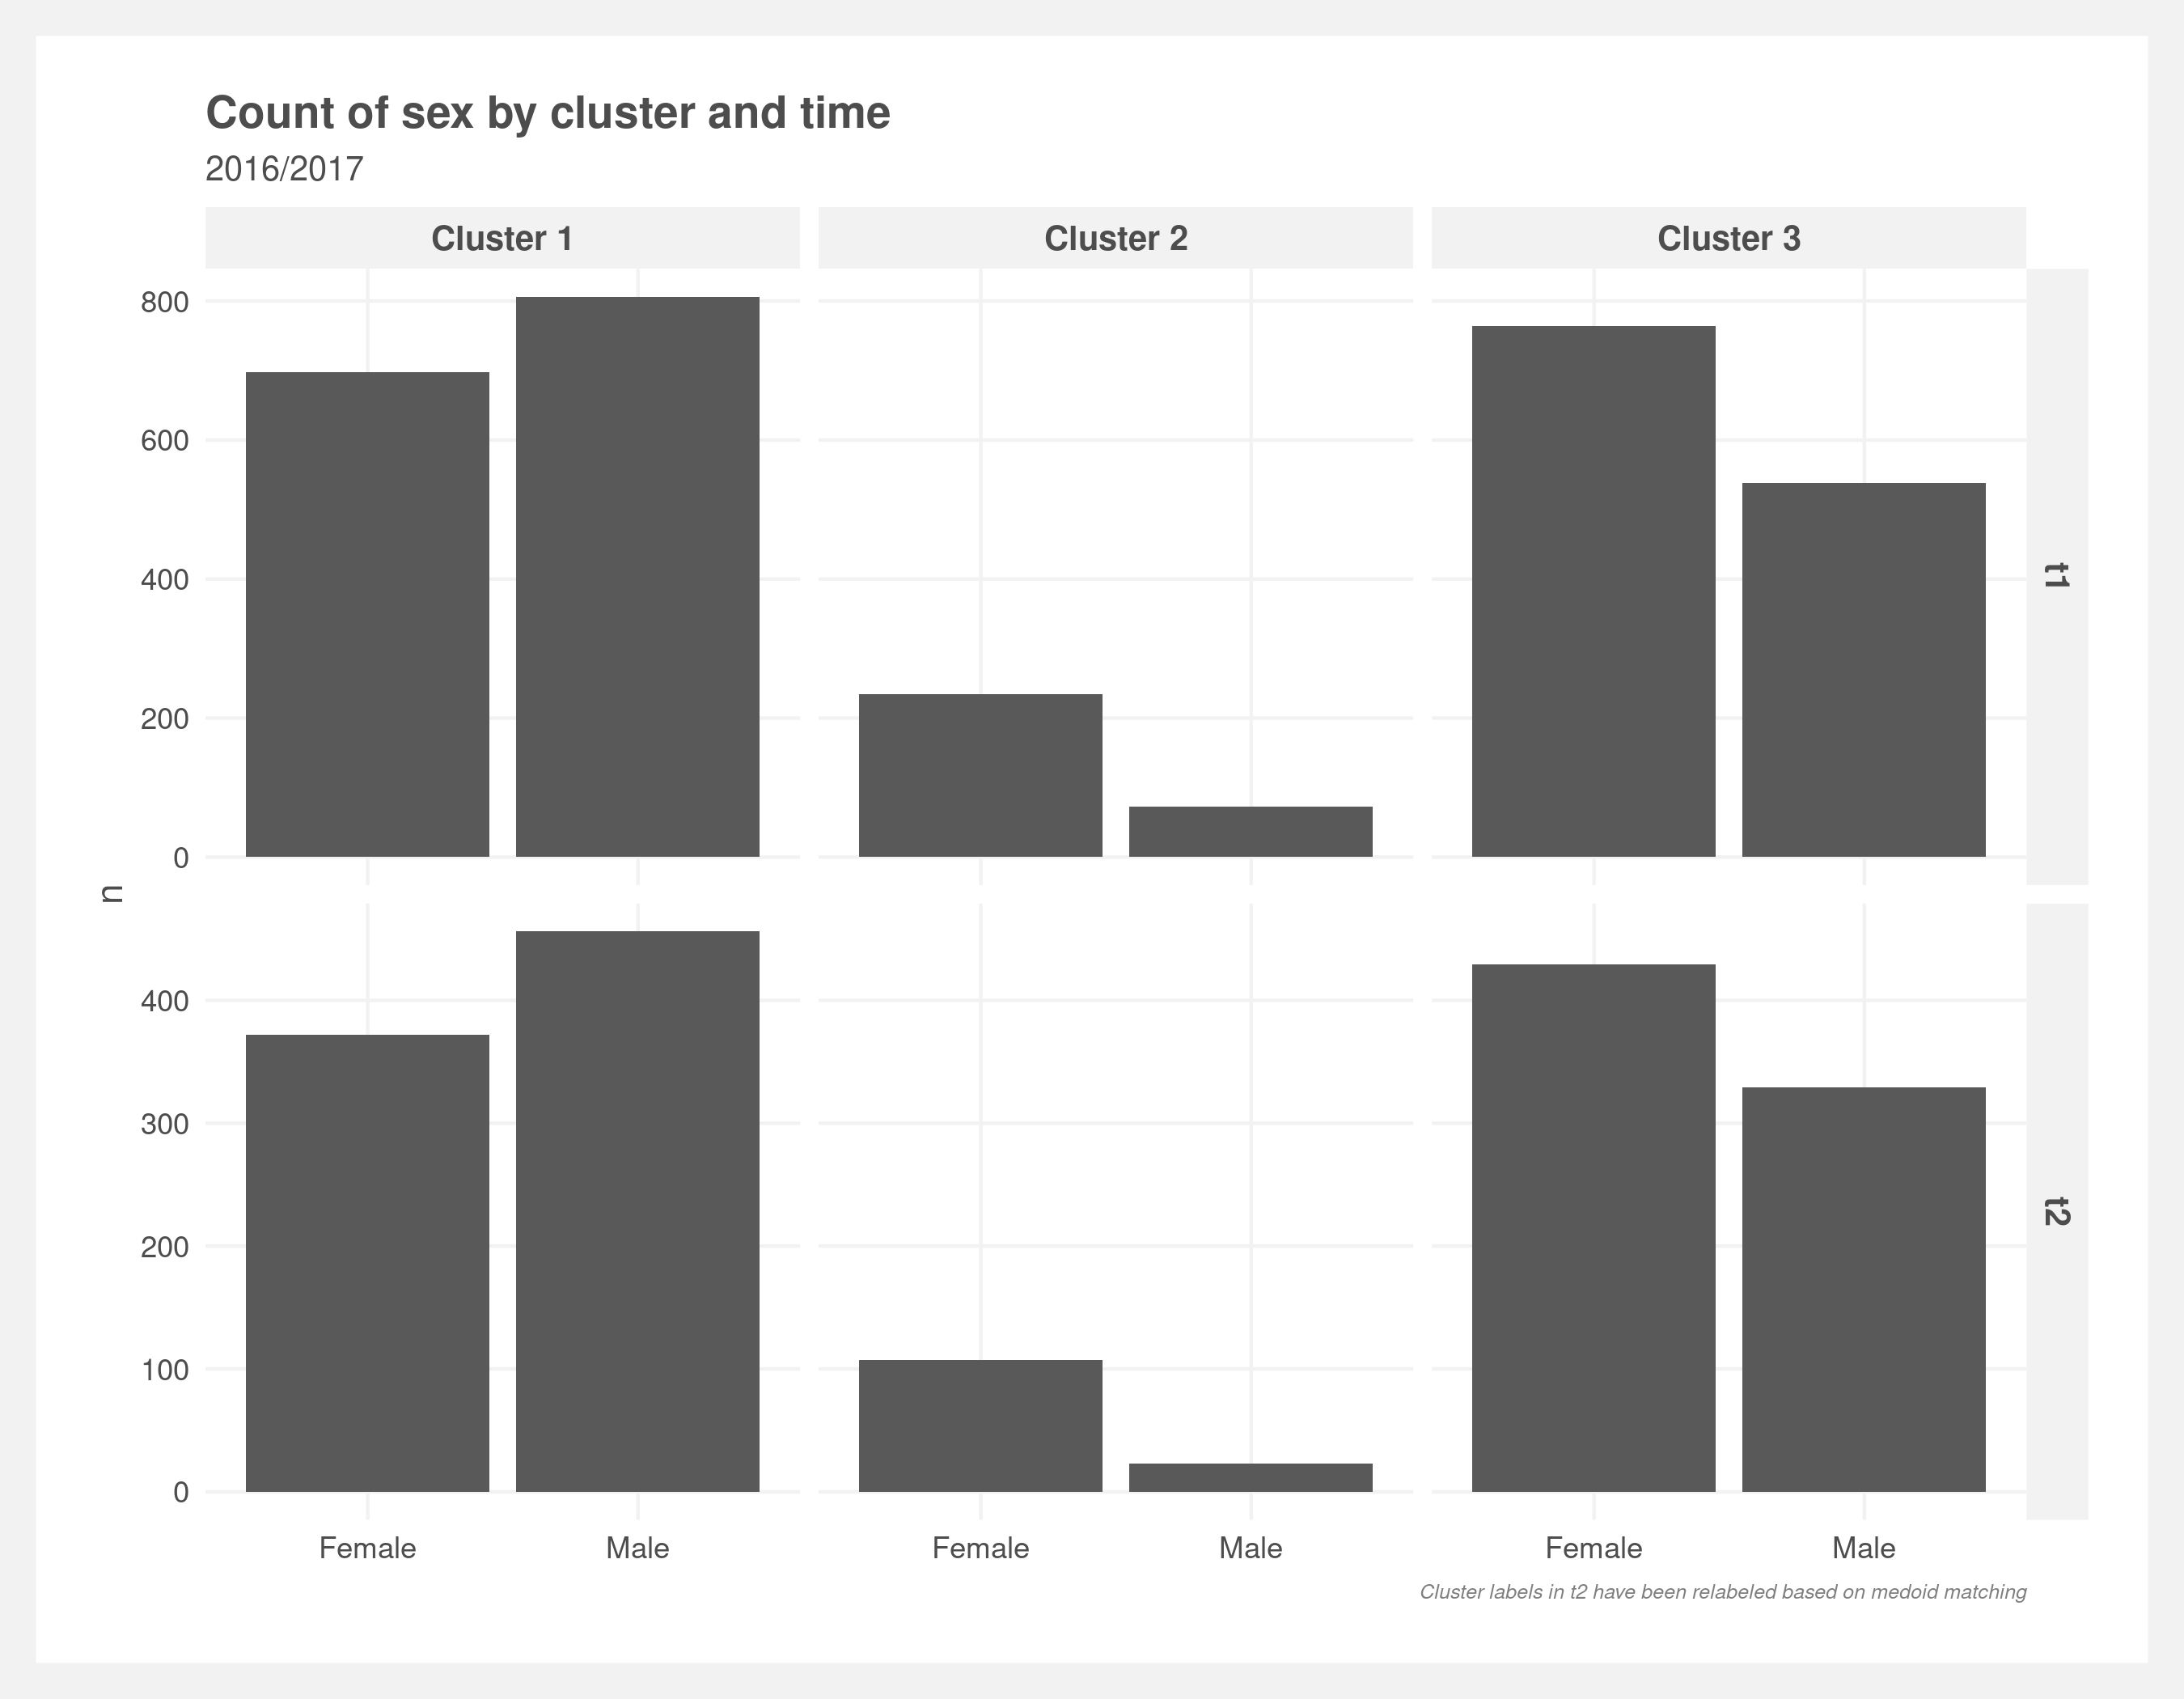 Count of sex by cluster and time
2016/2017
Cluster 1 Cluster 2 Cluster 3
800
600
400
200
0
t1
n
400
300
200
100
0
t2
Female Male Female Male Female Male
Cluster labels in t2 have been relabeled based on medoid matching